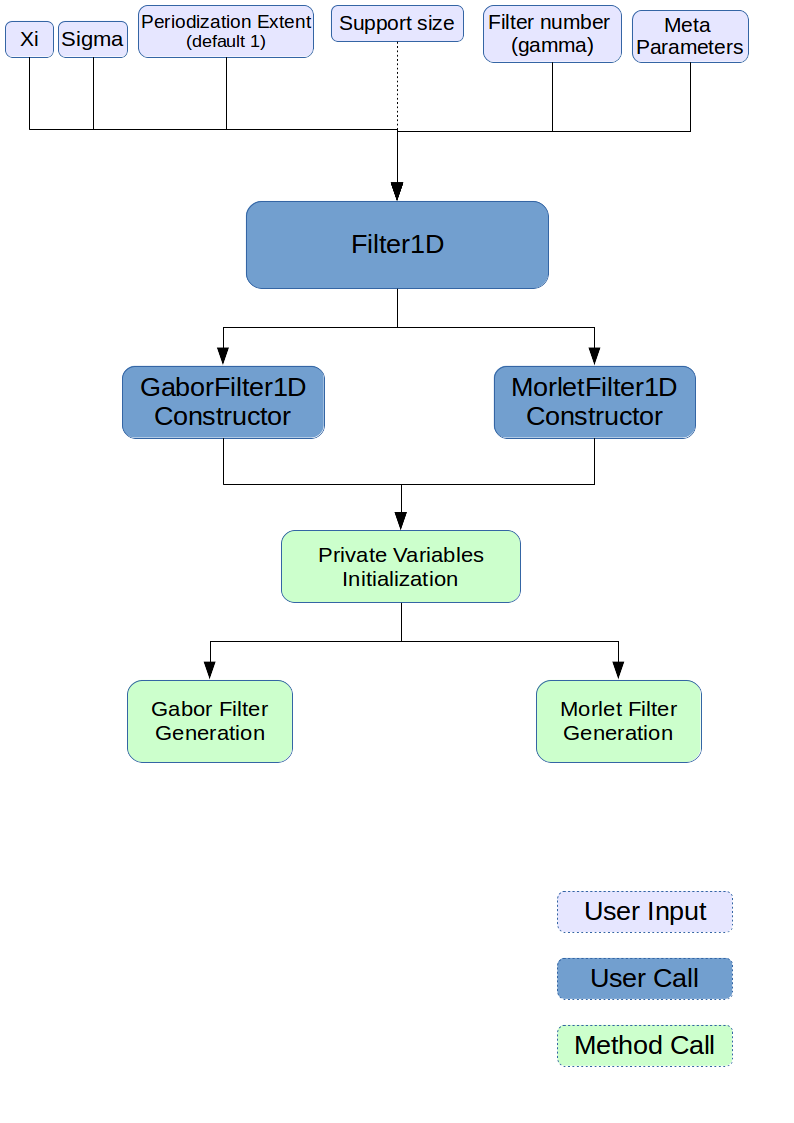 Xi
Sigma
Periodization Extent
(default 1)
Support size
Filter number
(gamma)
Meta
Parameters
Filter1D
GaborFilter1D
Constructor
MorletFilter1D
Constructor
Private Variables
Initialization
Gabor Filter
Generation
Morlet Filter
Generation
User Input
User Call
Method Call